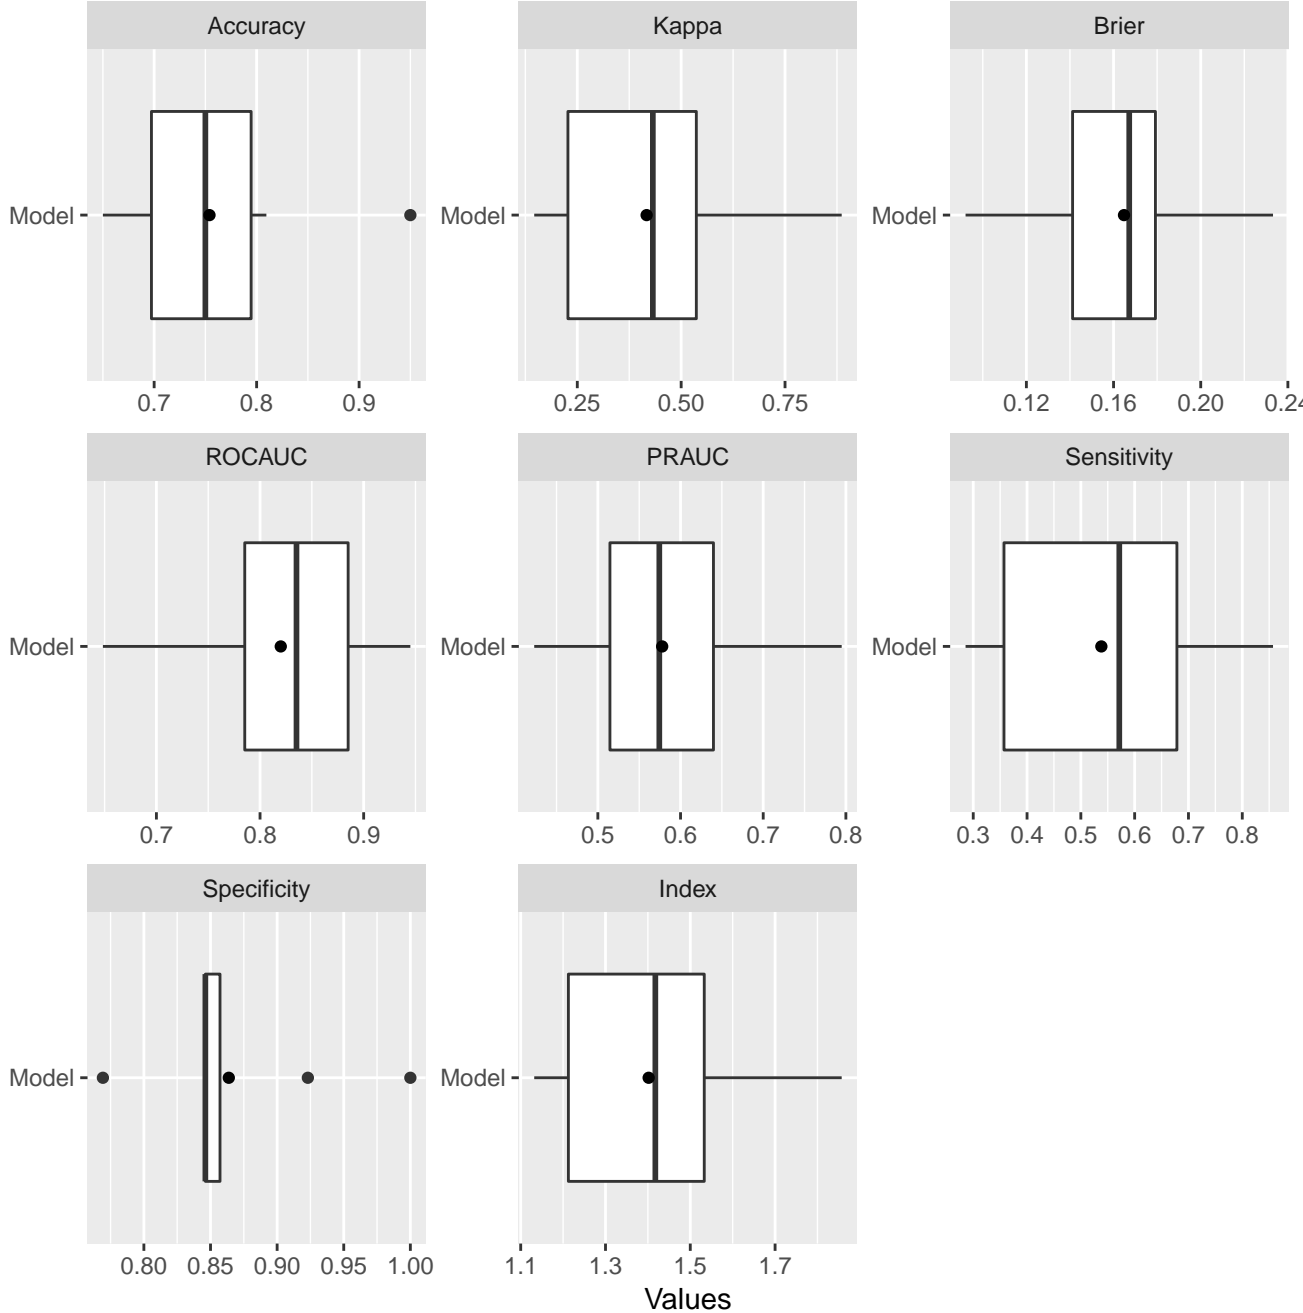 Accuracy Kappa Brier
Model Model Model
0.7 0.8 0.9 0.25 0.50 0.75 0.12 0.16 0.20 0.24
ROCAUC PRAUC Sensitivity
Model Model Model
0.7 0.8 0.9 0.5 0.6 0.7 0.8 0.3 0.4 0.5 0.6 0.7 0.8
Specificity Index
Model Model
0.80 0.85 0.90 0.95 1.00 1.1 1.3 1.5 1.7
Values